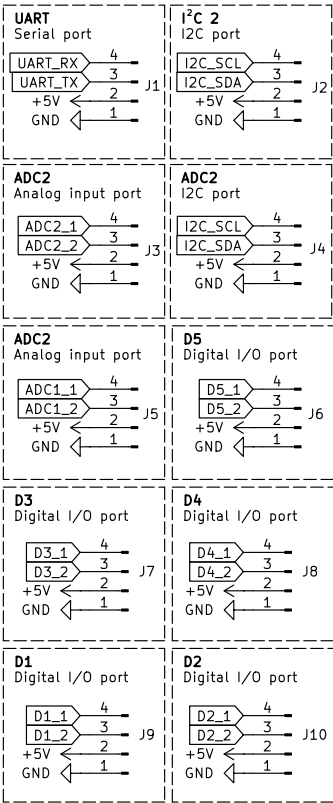 UART
Serial port
UART_RX 4
UART_TX 3
J1
+5V 2
GND 1
I²C 2
I2C port
I2C_SCL 4
I2C_SDA 3
J2
+5V 2
GND 1
ADC2
Analog input port
ADC2_1 4
ADC2_2 3
J3
+5V 2
GND 1
ADC2
I2C port
I2C_SCL 4
I2C_SDA 3
J4
+5V 2
GND 1
ADC2
Analog input port
ADC1_1 4
ADC1_2 3
J5
+5V 2
GND 1
D5
Digital I/O port
D5_1 4
D5_2 3
J6
+5V 2
GND 1
D3
Digital I/O port
D3_1 4
D3_2 3
J7
+5V 2
GND 1
D4
Digital I/O port
D4_1 4
D4_2 3
J8
+5V 2
GND 1
D1
Digital I/O port
D1_1 4
D1_2 3
J9
+5V 2
GND 1
D2
Digital I/O port
D2_1 4
D2_2 3
J10
+5V 2
GND 1